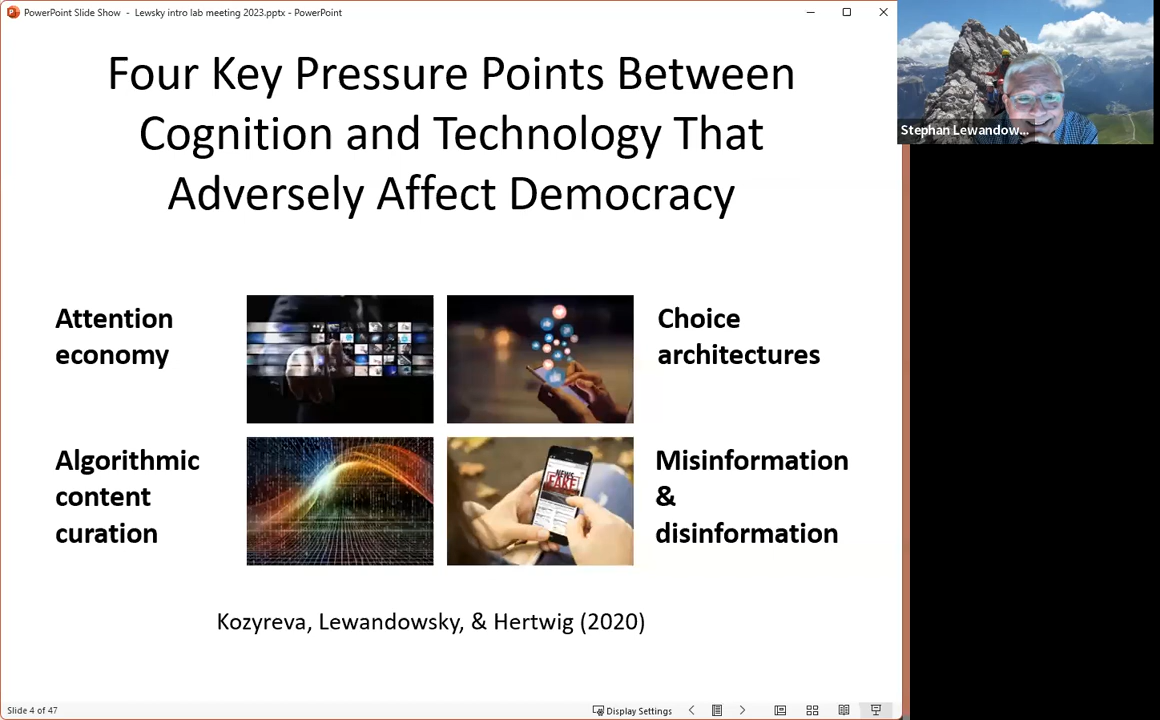 PowerPoint Slide Show - Lewsky intro lab meeting 2023.pptx - PowerPoint
Stephan Lewandow...
Four Key Pressure Points Between
Cognition and Technology That
Adversely Affect Democracy
Attention
economy
Choice
architectures
Algorithmic
content
curation
NEWS
FAKE
Misinformation
&
disinformation
Kozyreva, Lewandowsky, & Hertwig (2020)
Slide 4 of 47
Display Settings